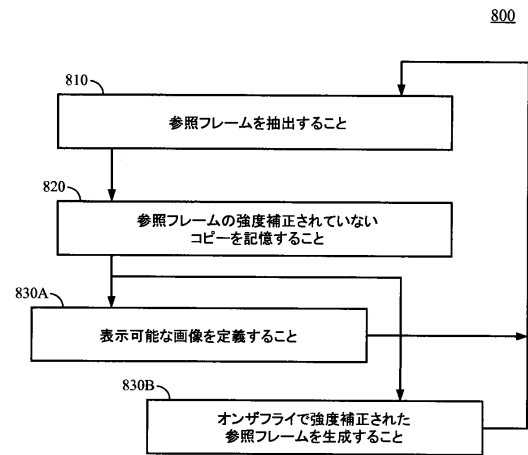 800
810
参照フレームを抽出すること
820
参照フレームの強度補正されていない
コピーを記憶すること
830A
表示可能な画像を定義すること
830B
オンザフライで強度補正された
参照フレームを生成すること